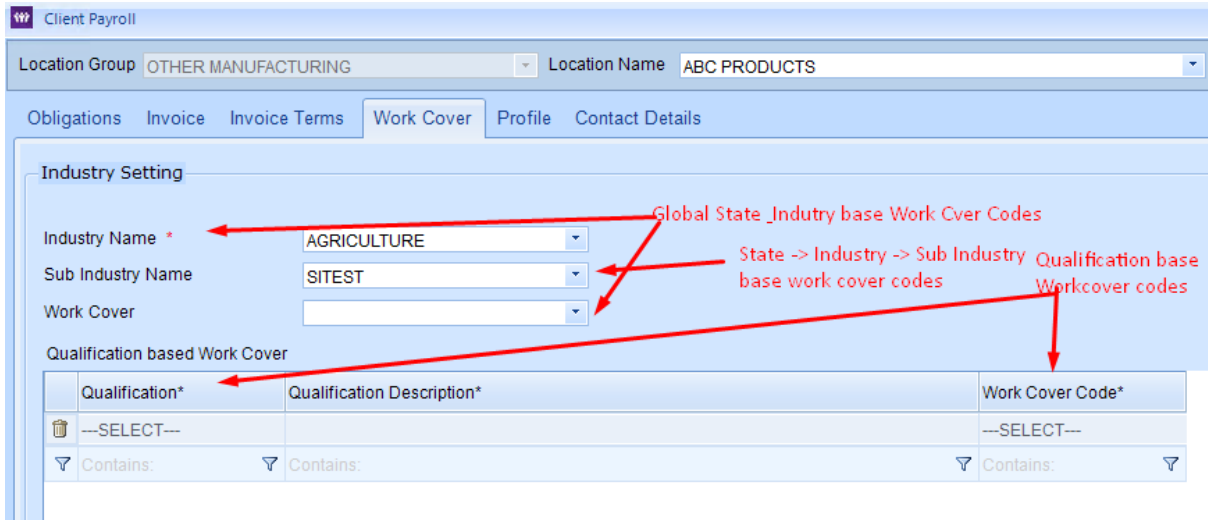 Client Payroll
Location Group OTHER MANUFACTURING Location Name ABC PRODUCTS
Obligations Invoice Invoice Terms Work Cover Profile Contact Details
Industry Setting
Global State _Indutry base Work Cver Codes
Industry Name * AGRICULTURE
State -> Industry -> Sub Industry
base work cover codes
Qualification base
Workcover codes
Sub Industry Name SITEST
Work Cover
Qualification based Work Cover
Qualification* Qualification Description* Work Cover Code*
---SELECT--- ---SELECT---
Contains: Contains: Contains: